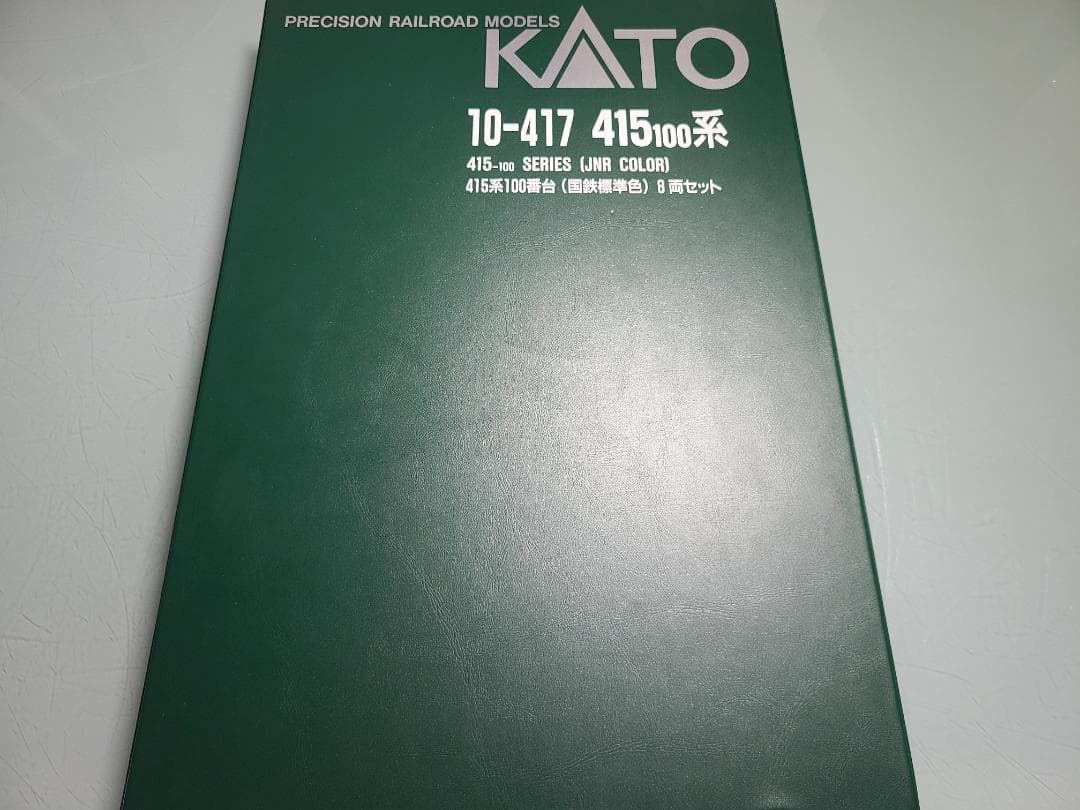 PRECISION RAILROAD MODELS
KATO
10-417 415100系
415-100 SERIES (JNR COLOR)
415系100番台(国鉄標準色)8両セット